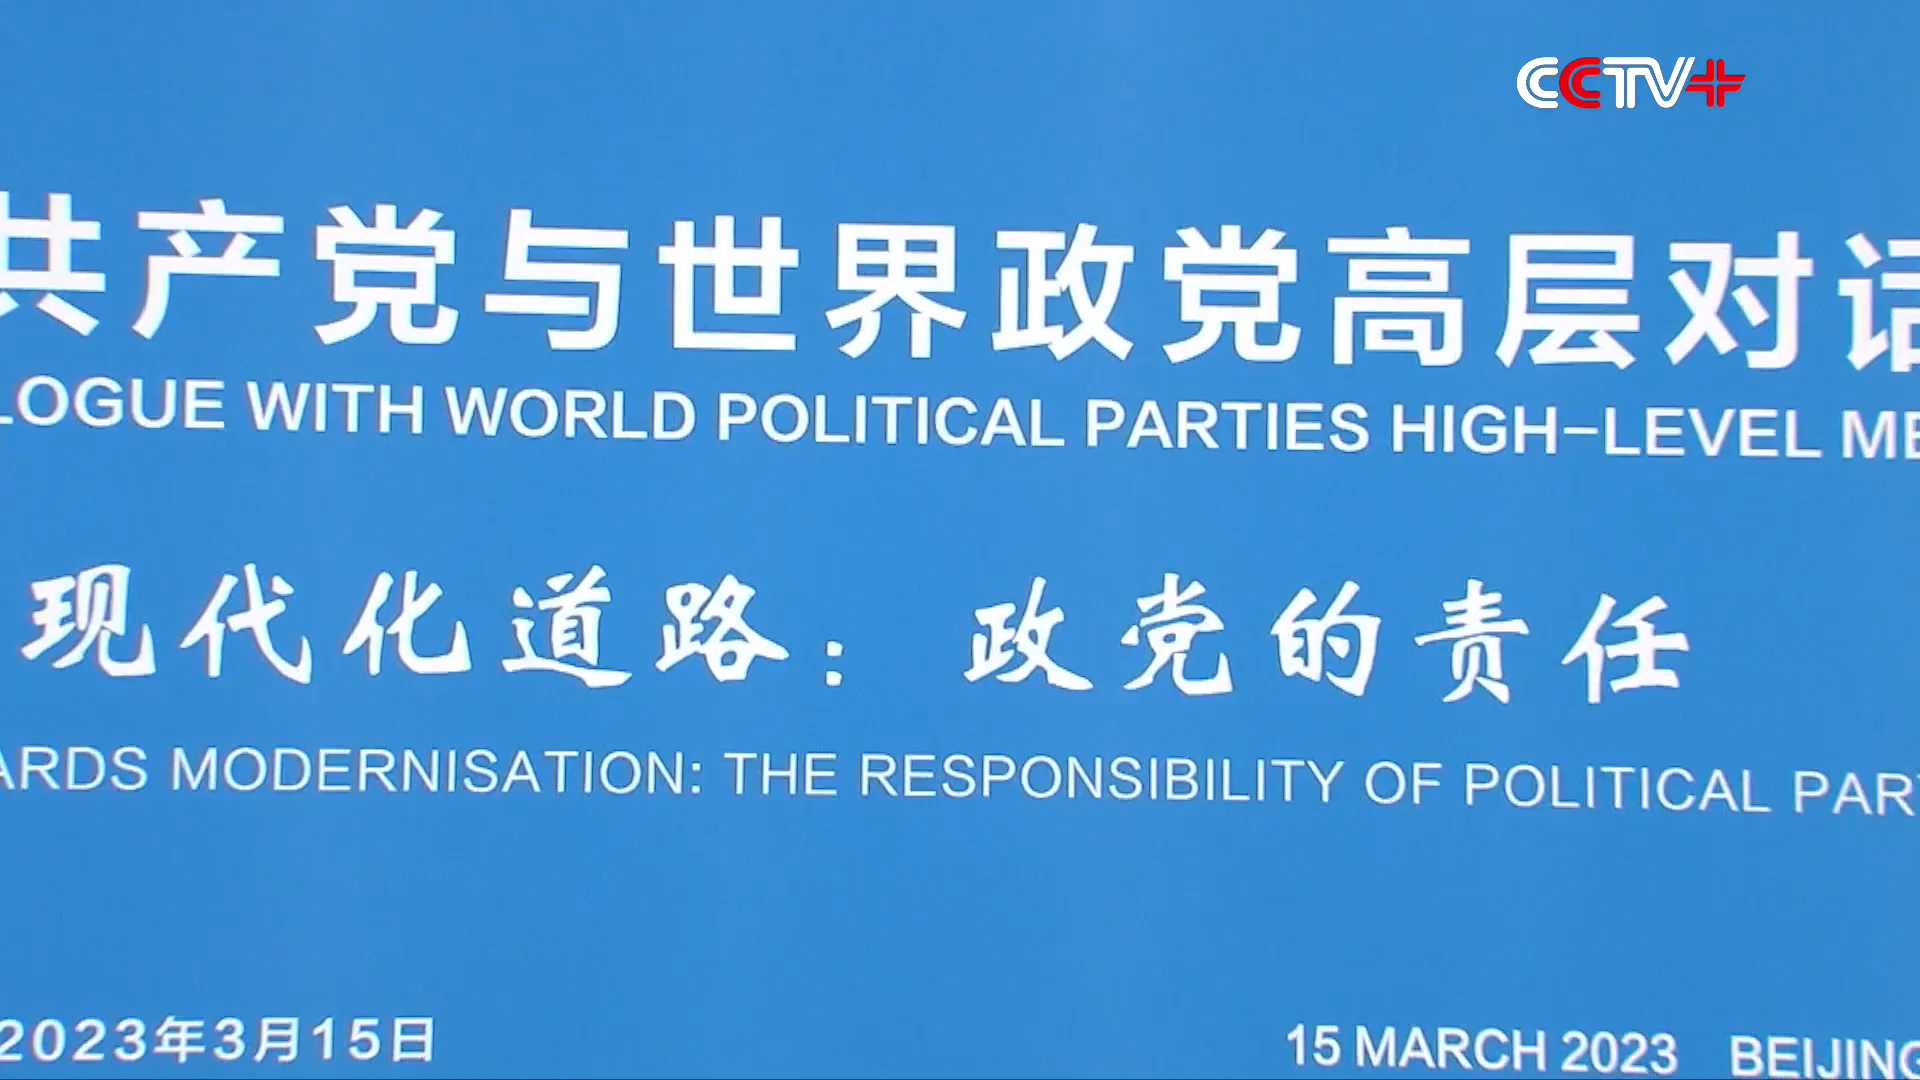 CCTV+
共产党与世界政党高层对话
LOGUE WITH WORLD POLITICAL PARTIES HIGH-LEVEL ME
现代化道路：政党的责任
ARDS MODERNISATION: THE RESPONSIBILITY OF POLITICAL PAR
2023年3月15日
15 MARCH 2023 BEIJING